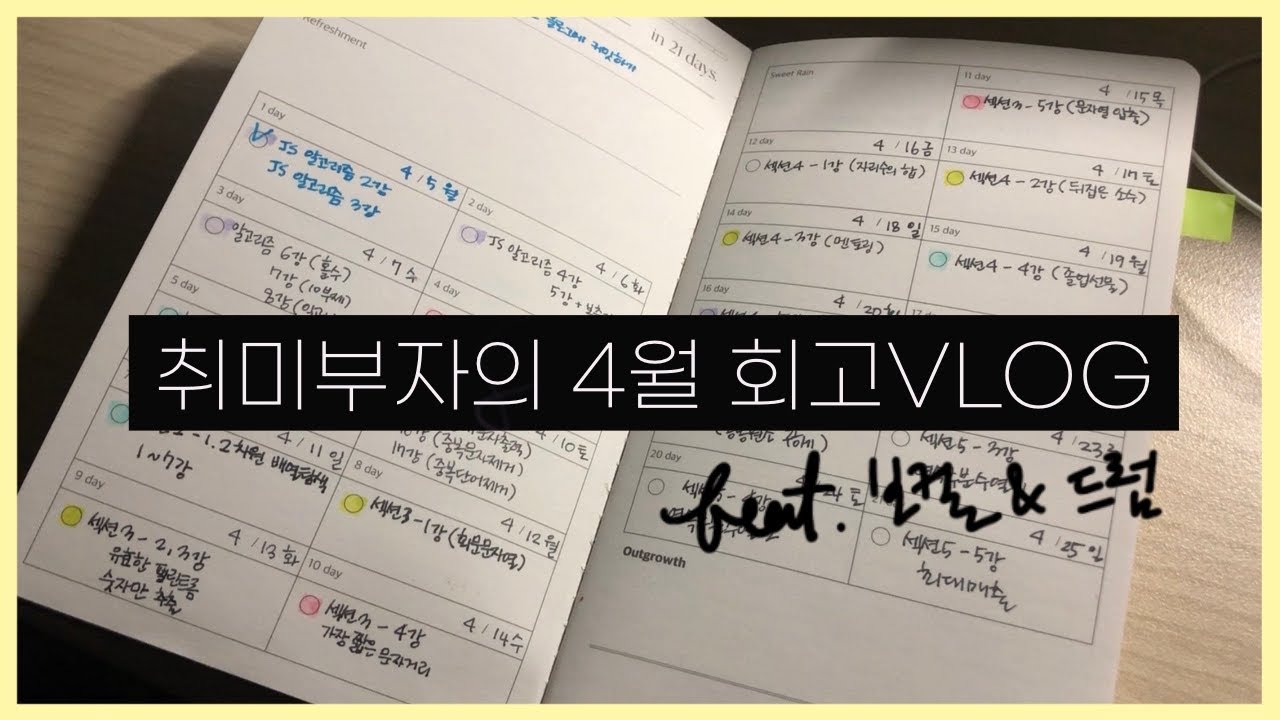 Refreshment
in 21 days.
1 day
4 / 5 월
JS 알고리즘 2강
JS 알고리즘 3강
2 day
4 / 6 화
JS 알고리즘 4강
5강 +
3 day
4 / 7 수
알고리즘 6강 (홀수)
7강 (10부제)
8강
4 day
5 day
4 / 10 토
(중복문자제거)
17강 (중복단어제거)
4 / 11 일
1, 2차원 배열탐색
1~7강
8 day
4 / 12 월
섹션3 - 1강 (회문문자열)
9 day
4 / 13 화
섹션3 - 2, 3강
유효한 팰린드롬
숫자만 추출
10 day
4 / 14 수
섹션3 - 4강
가장 짧은 문자거리
Sweet Rain
11 day
4 / 15 목
섹션3 - 5강 (문자열 압축)
12 day
4 / 16 금
섹션4 - 1강 (자리수의 합)
13 day
4 / 17 토
섹션4 - 2강 (뒤집은 소수)
14 day
4 / 18 일
섹션4 - 3강 (멘토링)
15 day
4 / 19 월
섹션4 - 4강 (졸업선물)
16 day
4 / 20 화
취미부자의 4월 회고VLOG
섹션5 - 3강
4 / 23
20 day
feat. 보컬 & 드럼
4 / 25 일
섹션5 - 5강
최대매출
Outgrowth